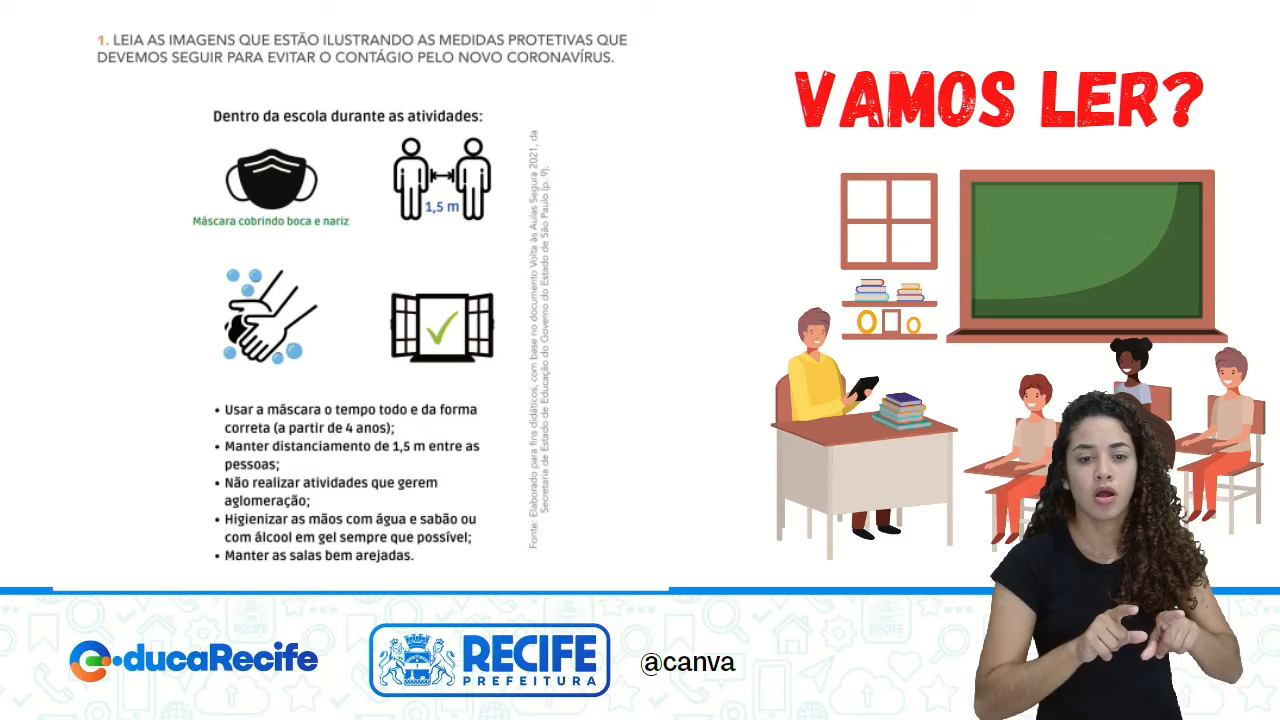 1. LEIA AS IMAGENS QUE ESTÃO ILUSTRANDO AS MEDIDAS PROTETIVAS QUE
DEVEMOS SEGUIR PARA EVITAR O CONTÁGIO PELO NOVO CORONAVÍRUS.
Dentro da escola durante as atividades:
Máscara cobrindo boca e nariz
1,5 m
• Usar a máscara o tempo todo e da forma
correta (a partir de 4 anos);
• Manter distanciamento de 1,5 m entre as
pessoas;
• Não realizar atividades que gerem
aglomeração;
• Higienizar as mãos com água e sabão ou
com álcool em gel sempre que possível;
• Manter as salas bem arejadas.
Fonte: Elaborado para fins didáticos, com base no documento Volta às Aulas Segura 2021, da
Secretaria de Estado de Educação do Governo do Estado de São Paulo (p. 9).
VAMOS LER?
EducaRecife
RECIFE
PREFEITURA
@canva